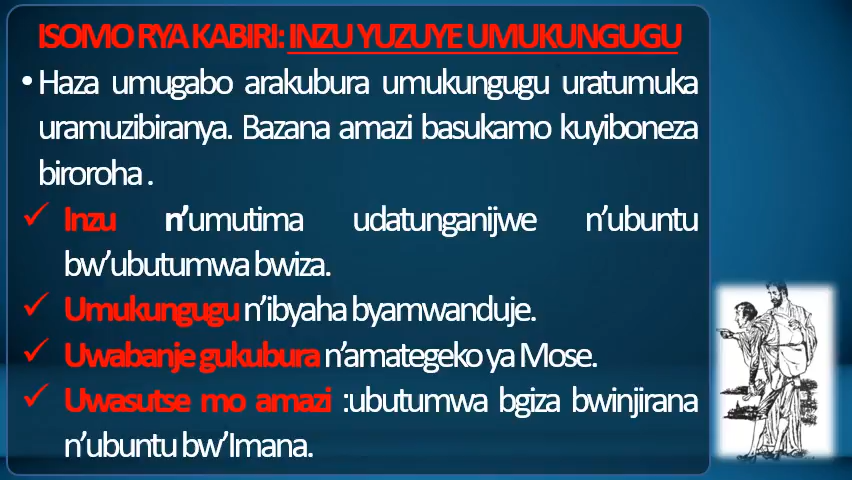 ISOMO RYA KABIRI: INZU YUZUYE UMUKUNGUGU
• Haza umugabo arakubura umukungugu uratumuka
uramuzibiranya. Bazana amazi basukamo kuyiboneza
biroroha .
✓ Inzu n’umutima udatunganijwe n’ubuntu
bw’ubutumwa bwiza.
✓ Umukungugu n’ibyaha byamwanduje.
✓ Uwabanje gukubura n’amategeko ya Mose.
✓ Uwasutse mo amazi :ubutumwa bgiza bwinjirana
n’ubuntu bw’Imana.